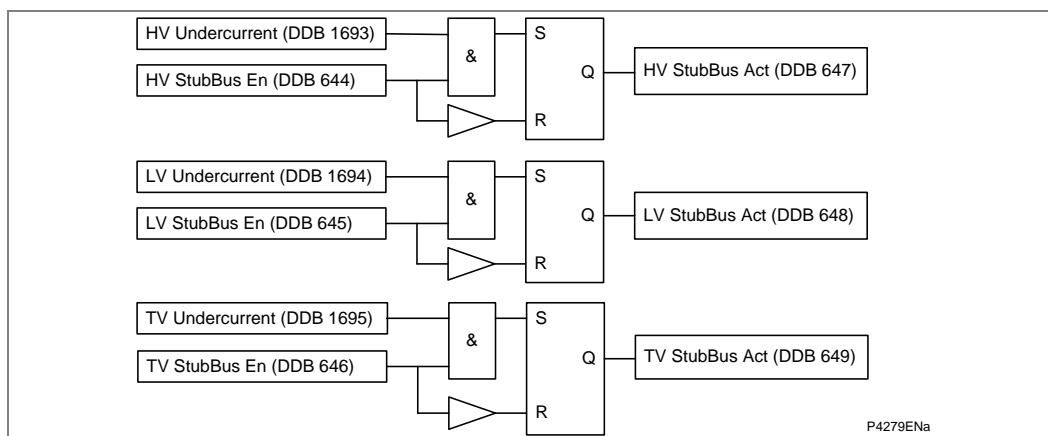 HV Undercurrent (DDB 1693)
HV StubBus En (DDB 644)
&
S
Q
R
HV StubBus Act (DDB 647)
LV Undercurrent (DDB 1694)
LV StubBus En (DDB 645)
&
S
Q
R
LV StubBus Act (DDB 648)
TV Undercurrent (DDB 1695)
TV StubBus En (DDB 646)
&
S
Q
R
TV StubBus Act (DDB 649)
P4279ENa